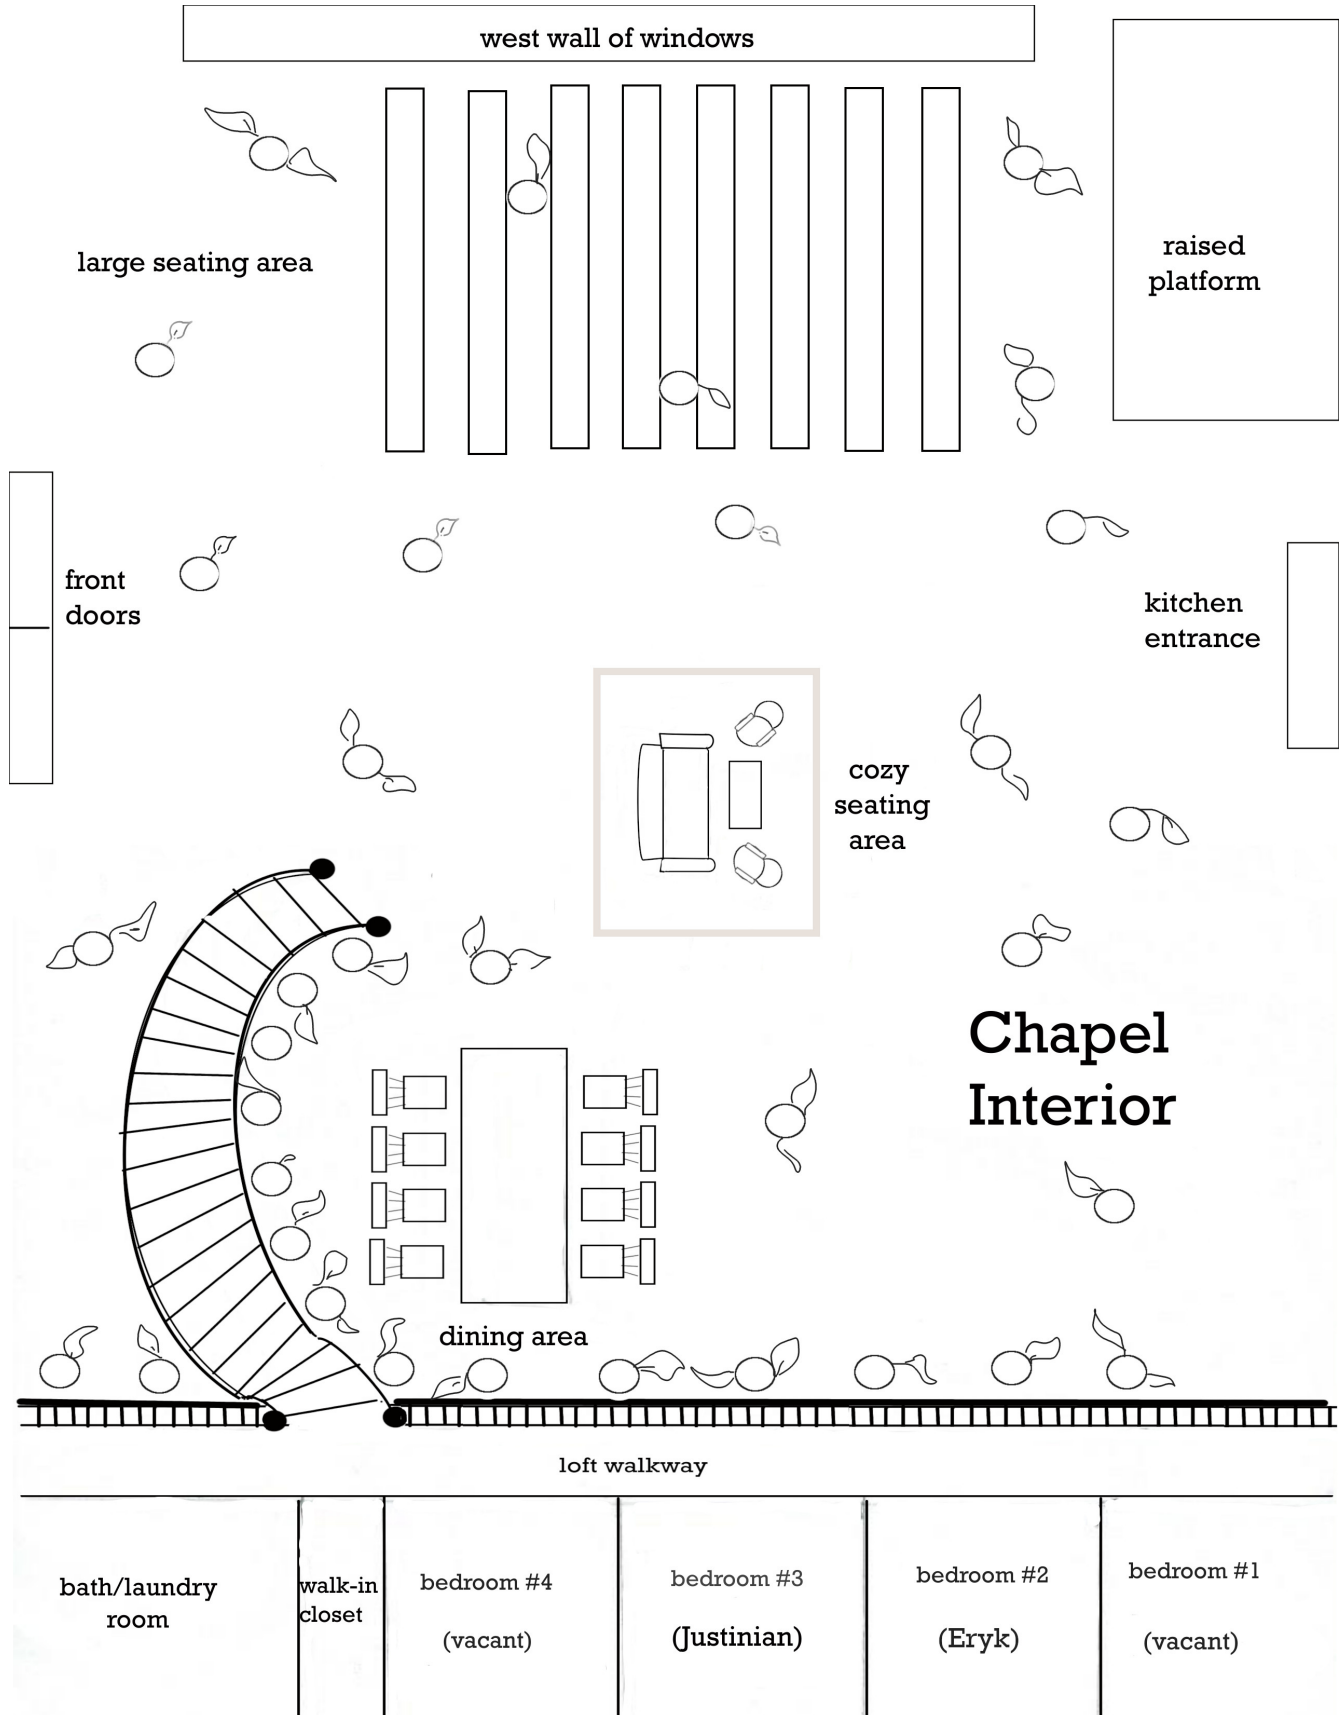 west wall of windows
large seating area
raised
platform
front
doors
kitchen
entrance
cozy
seating
area
Chapel
Interior
dining area
loft walkway
bath/laundry
room
walk-in
closet
bedroom #4
(vacant)
bedroom #3
(Justinian)
bedroom #2
(Eryk)
bedroom #1
(vacant)